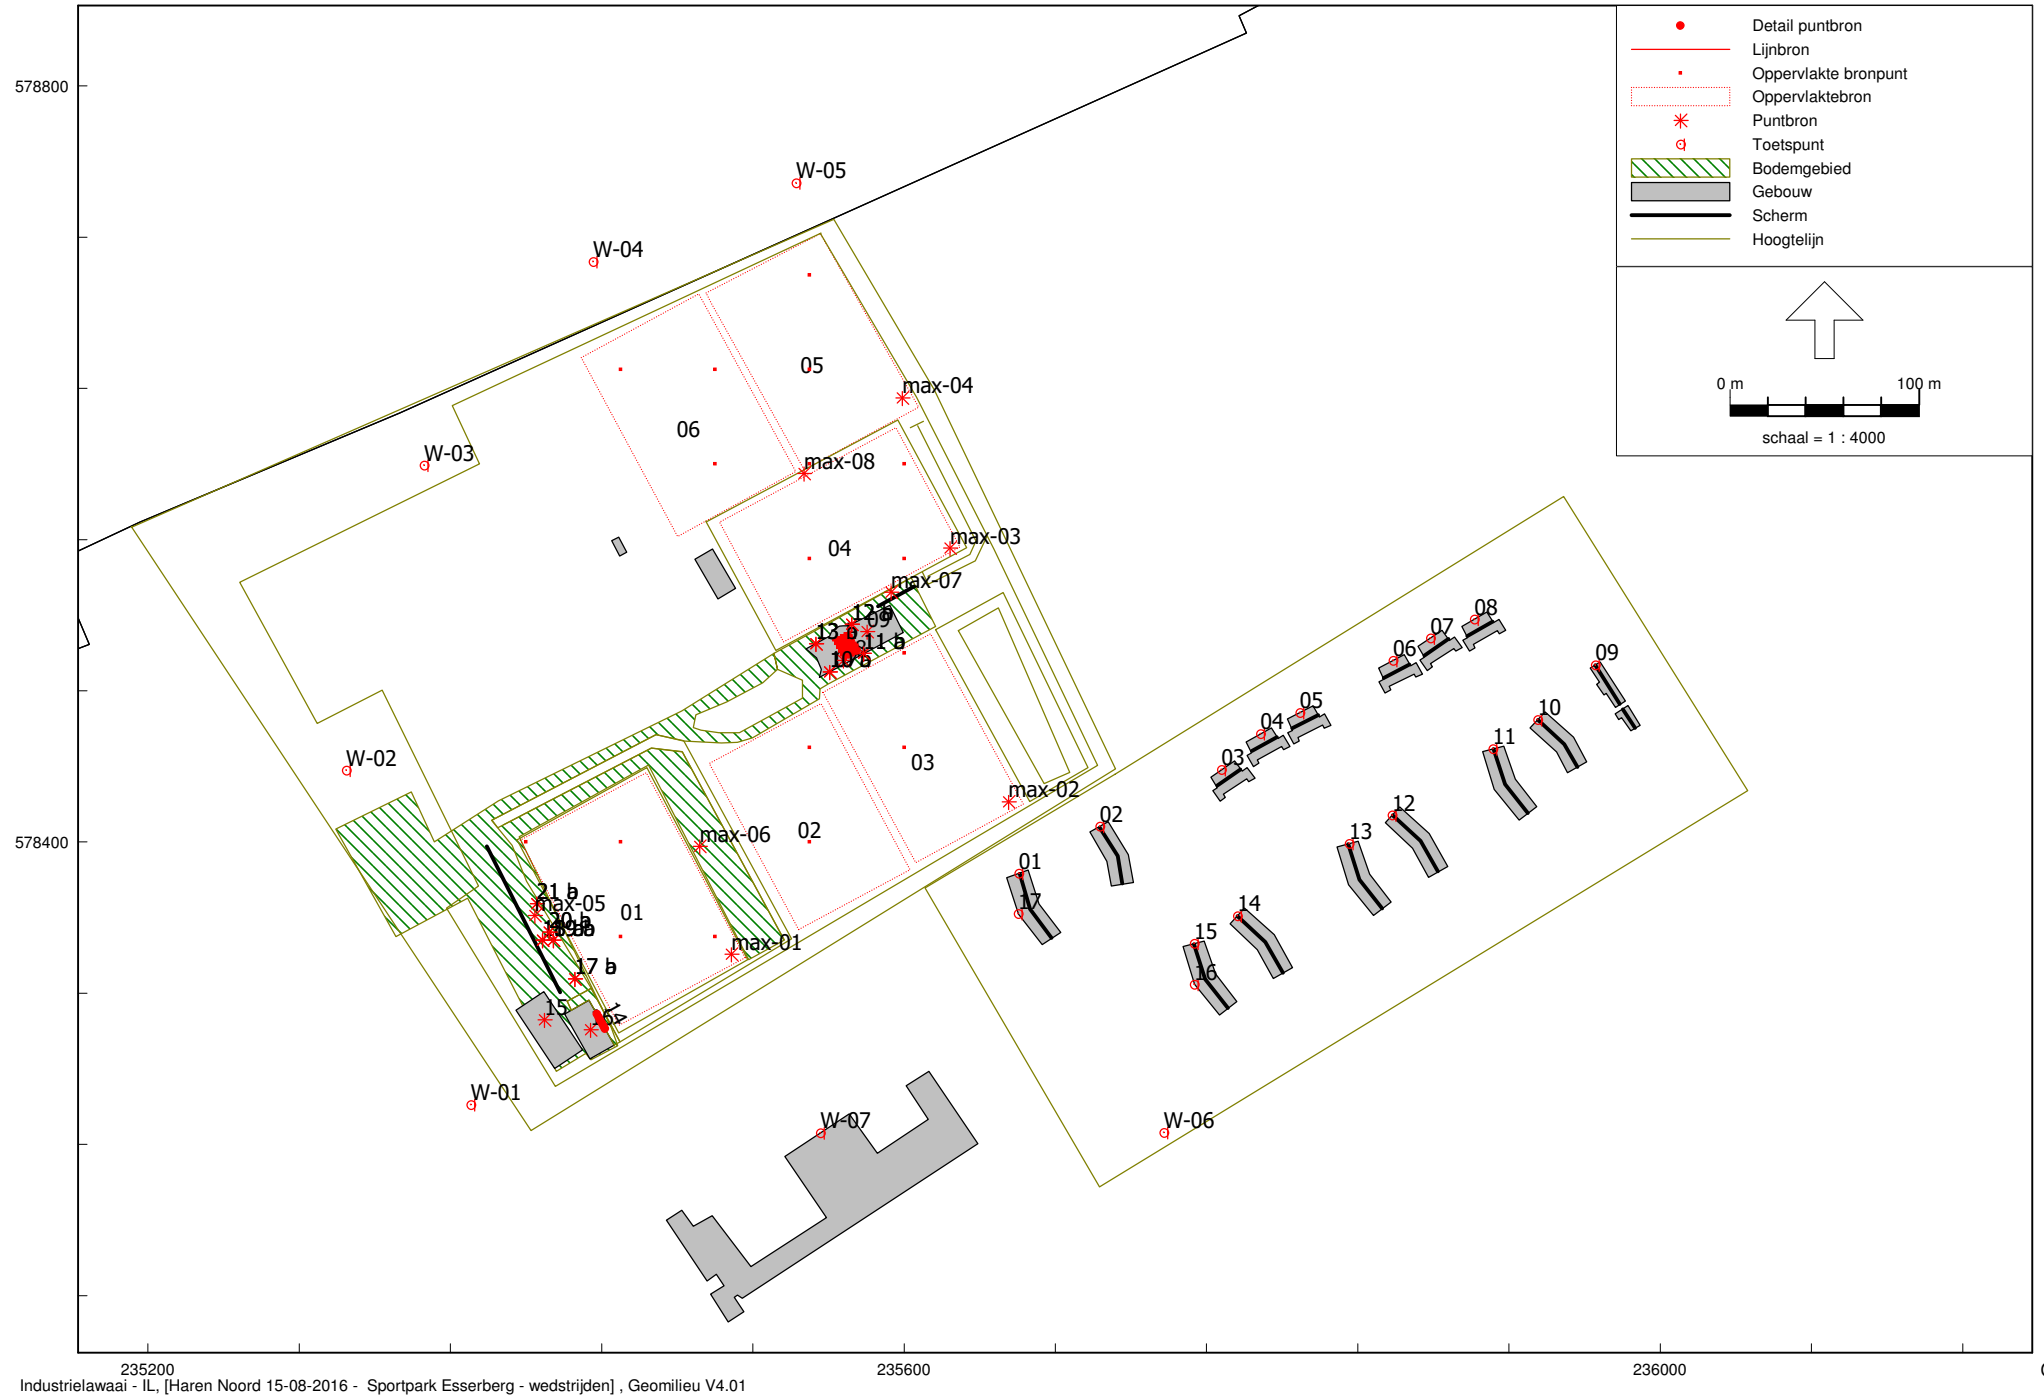 Detail puntbron
Lijnbron
Oppervlakte bronpunt
Oppervlaktebron
Puntbron
Toetspunt
Bodemgebied
Gebouw
Scherm
Hoogtelijn
0 m 100 m
schaal = 1 : 4000
578800
578400
235200
235600
236000
W-05
W-04
05
max-04
06
W-03
max-08
04
max-03
max-07
09
13 b
11 b
10 b
08
07
06
09
05
04
10
03
11
W-02
03
max-02
02
max-06
02
12
13
01
17
14
15
16
21 b
max-05
20 b
01
max-01
17 a
15
16
14
W-01
W-07
W-06
Industrielawaai - IL, [Haren Noord 15-08-2016 - Sportpark Esserberg - wedstrijden] , Geomilieu V4.01